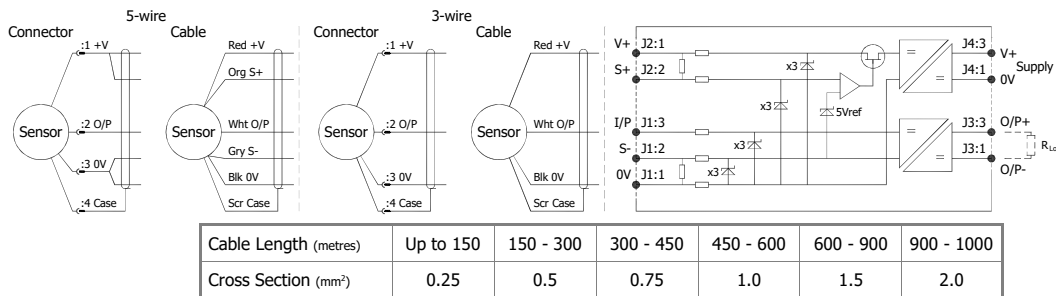 5-wire
Connector
Cable
:1 +V
:2 O/P
:3 0V
:4 Case
Sensor
Red +V
Org S+
Wht O/P
Gry S-
Blk 0V
Scr Case
Sensor
3-wire
Connector
Cable
:1 +V
:2 O/P
:3 0V
:4 Case
Sensor
Red +V
Wht O/P
Blk 0V
Scr Case
Sensor
V+ J2:1
S+ J2:2
I/P J1:3
S- J1:2
0V J1:1
x3
x3
x3
x3
5Vref
J4:3 V+
Supply
J4:1 0V
J3:3 O/P+
J3:1 O/P-
Cable Length (metres) Up to 150 150 - 300 300 - 450 450 - 600 600 - 900 900 - 1000
Cross Section (mm²) 0.25 0.5 0.75 1.0 1.5 2.0